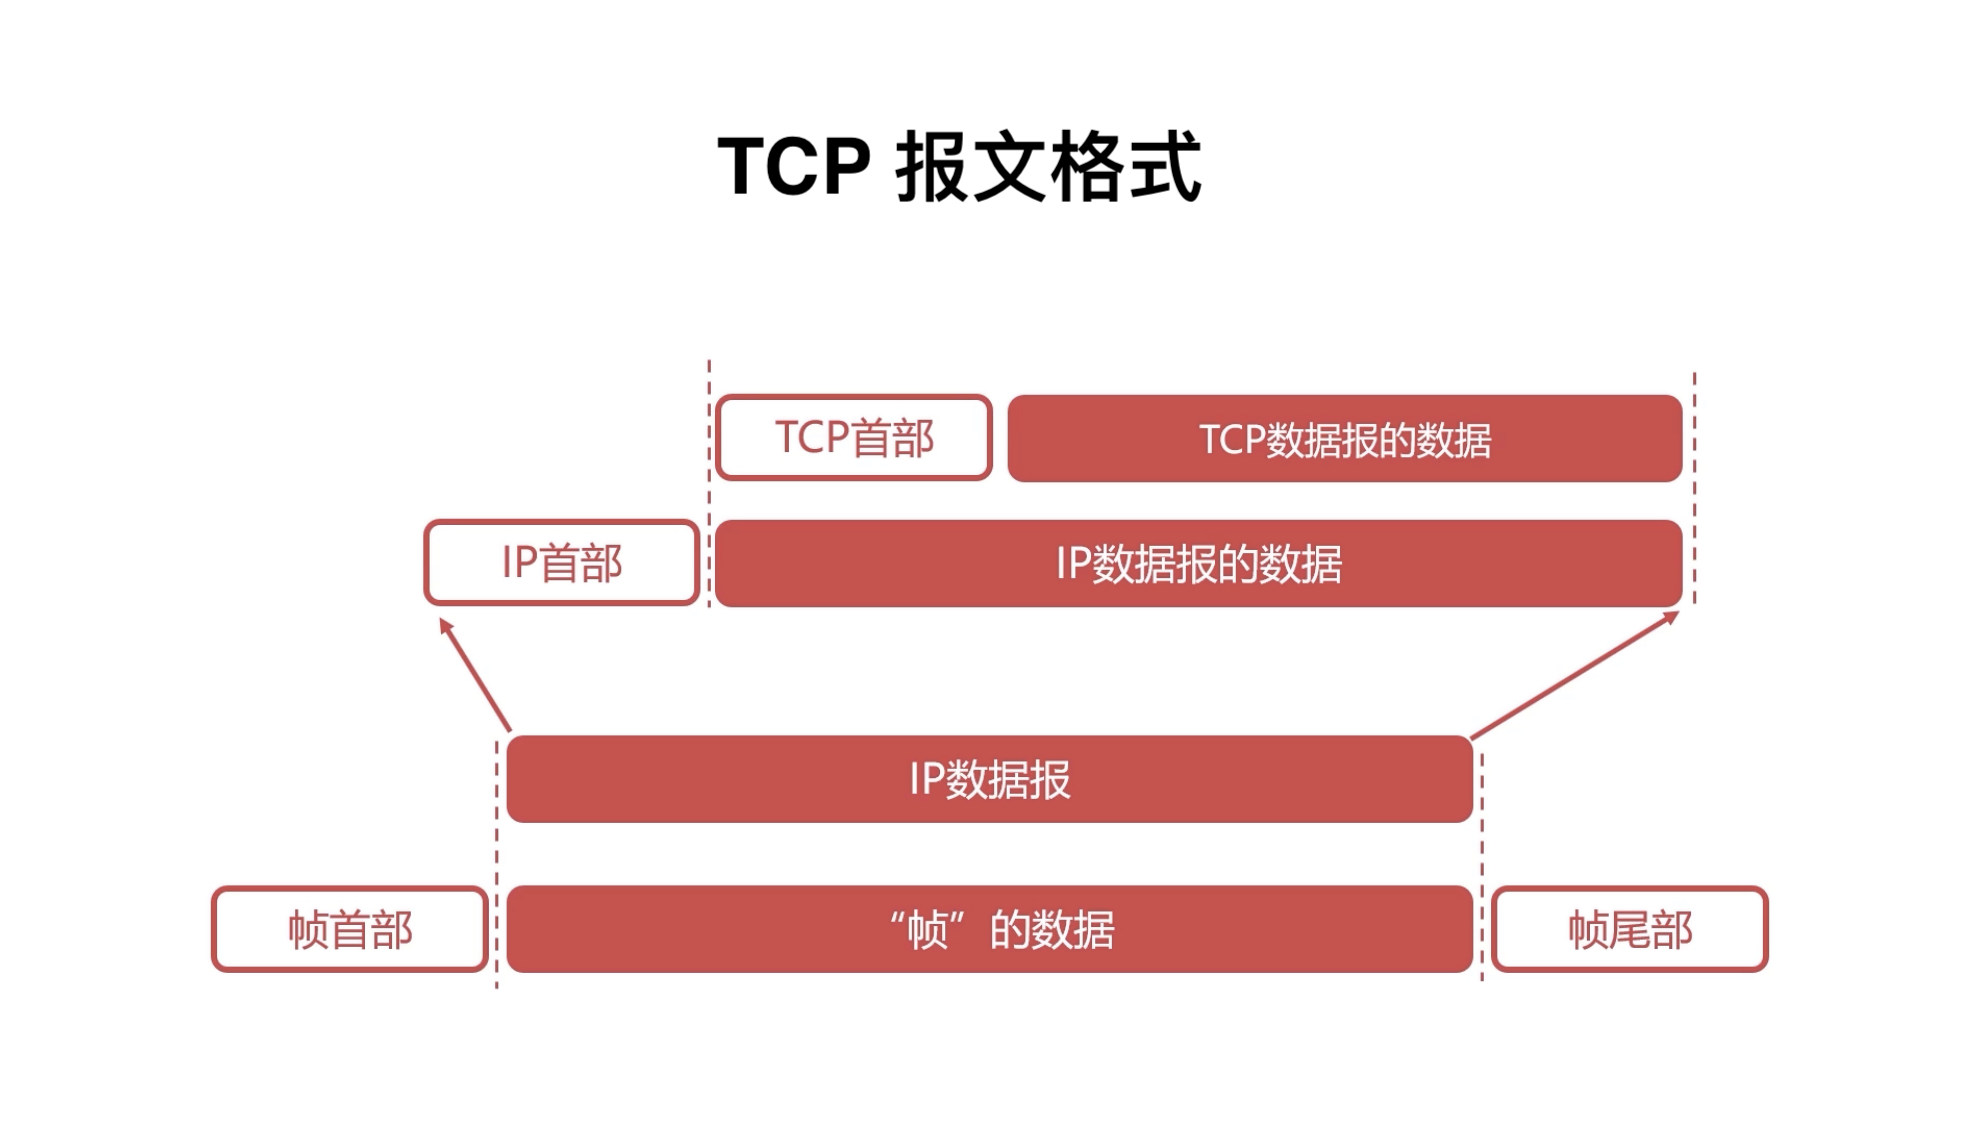 TCP 报文格式
TCP首部
TCP数据报的数据
IP首部
IP数据报的数据
IP数据报
帧首部
“帧”的数据
帧尾部